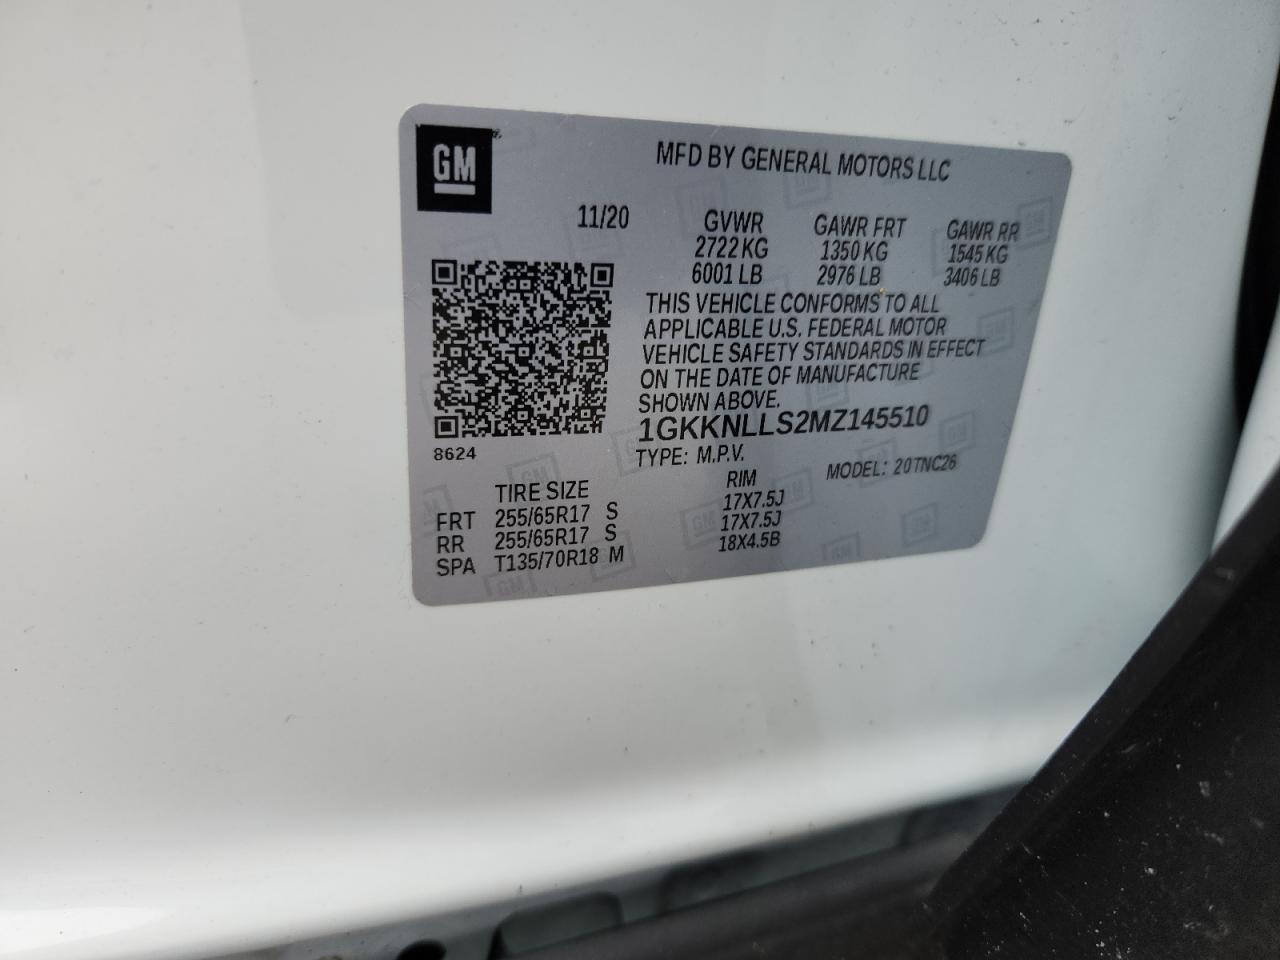 GM
MFD BY GENERAL MOTORS LLC
11/20 GVWR GAWR FRT GAWR RR
2722 KG 1350 KG 1545 KG
6001 LB 2976 LB 3406 LB
THIS VEHICLE CONFORMS TO ALL
APPLICABLE U.S. FEDERAL MOTOR
VEHICLE SAFETY STANDARDS IN EFFECT
ON THE DATE OF MANUFACTURE
SHOWN ABOVE.
1GKKNLLS2MZ145510
8624
TYPE: M.P.V. MODEL: 20TNC26
TIRE SIZE RIM
FRT 255/65R17 S 17X7.5J
RR 255/65R17 S 17X7.5J
SPA T135/70R18 M 18X4.5B